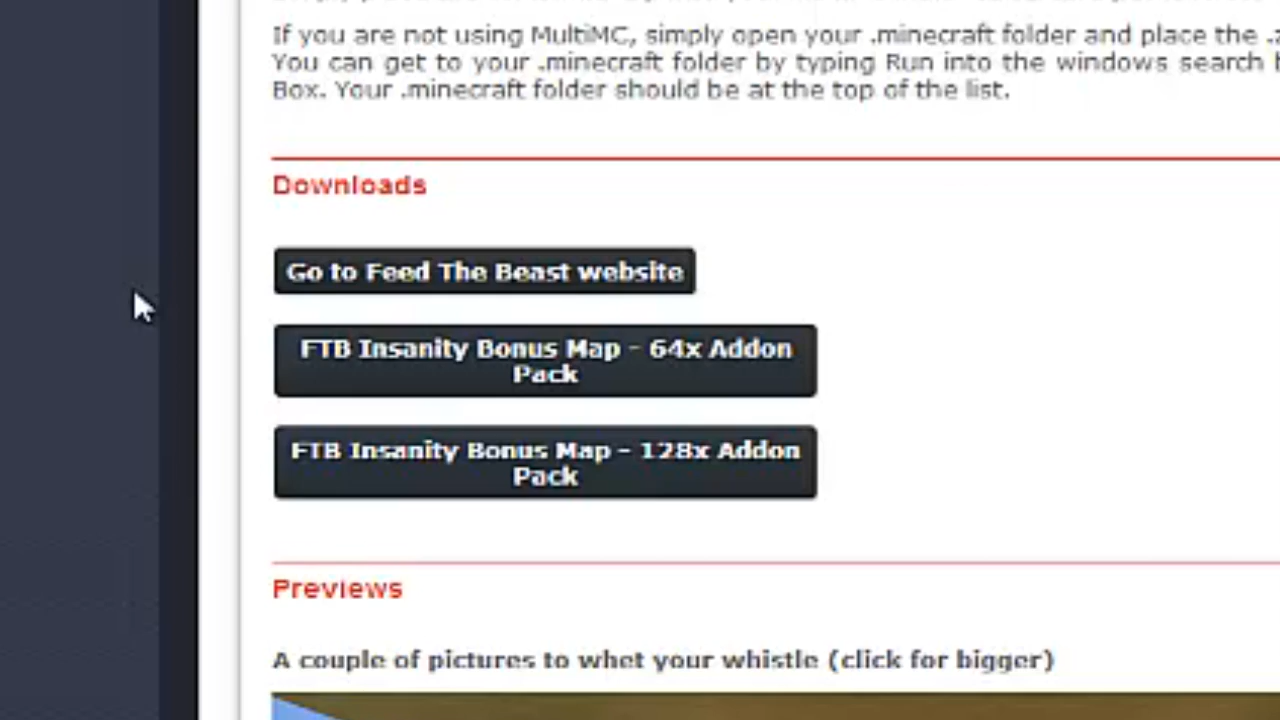 If you are not using MultiMC, simply open your .minecraft folder and place the
You can get to your .minecraft folder by typing Run into the windows search
Box. Your .minecraft folder should be at the top of the list.
Downloads
Go to Feed The Beast website
FTB Insanity Bonus Map - 64x Addon
Pack
FTB Insanity Bonus Map - 128x Addon
Pack
Previews
A couple of pictures to whet your whistle (click for bigger)